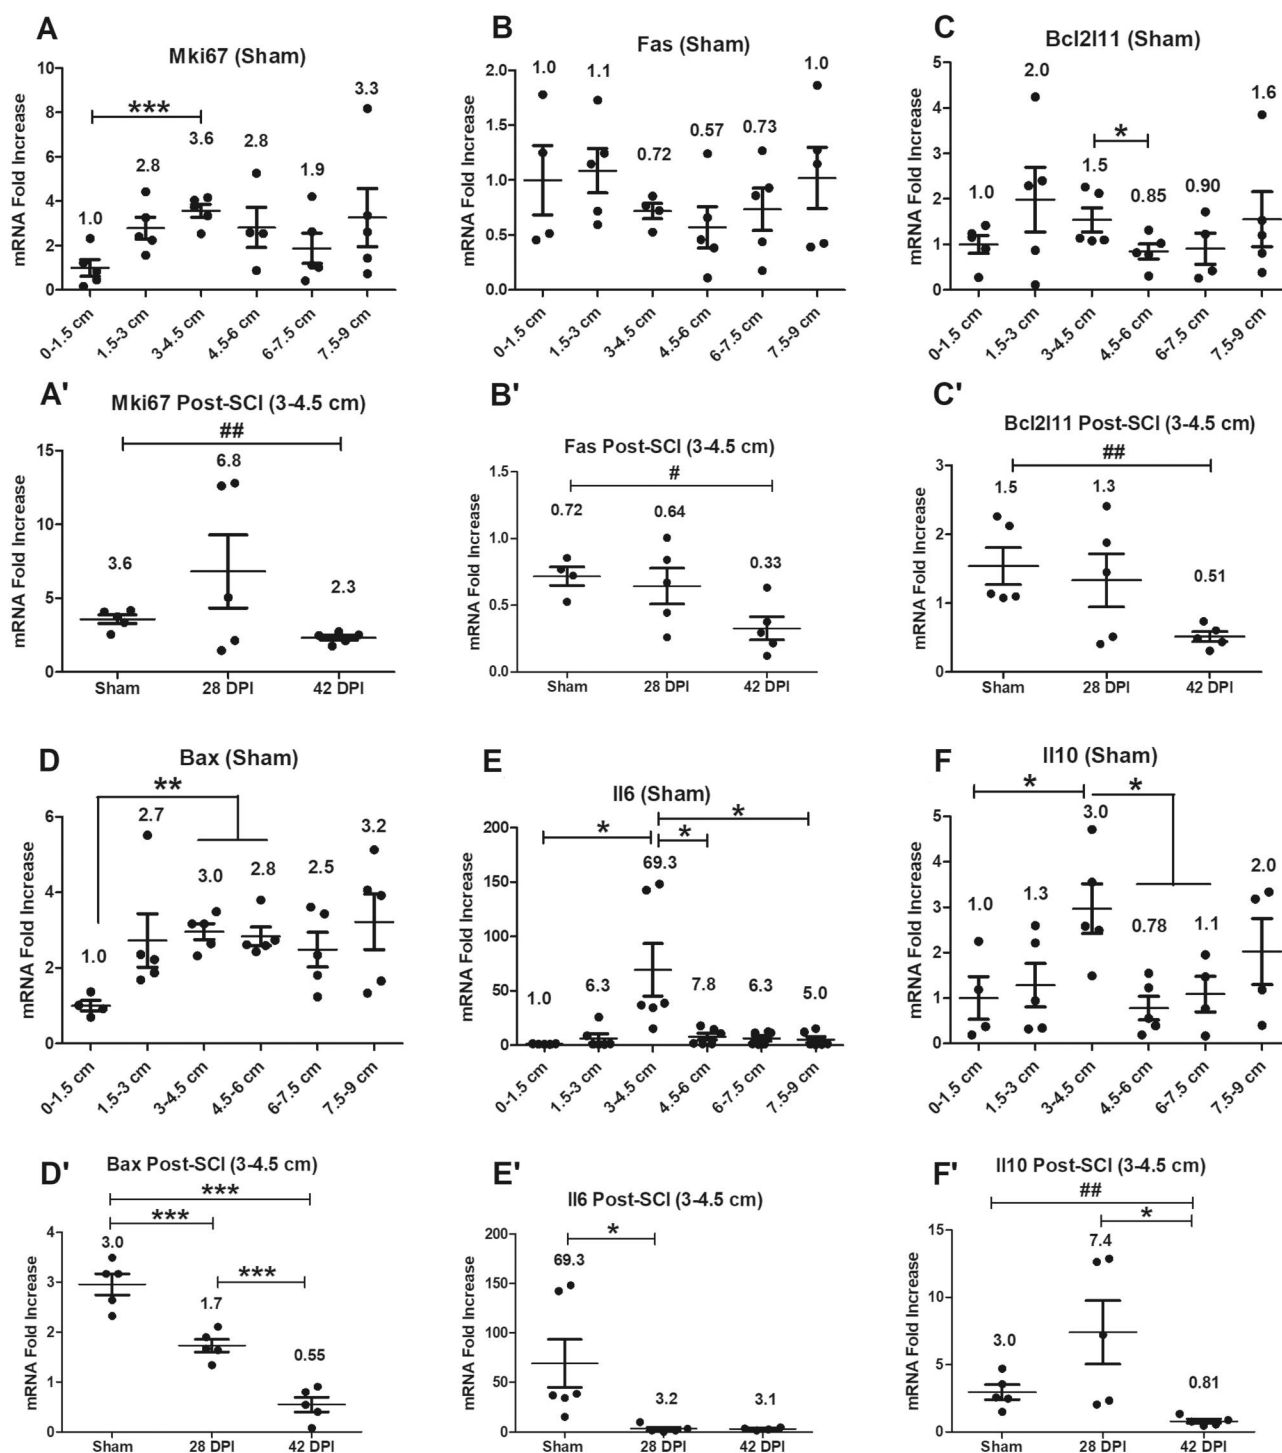 A
Mki67 (Sham)
mRNA Fold Increase
10
8
6
4
2
0
***
1.0
2.8
3.6
2.8
1.9
3.3
0-1.5 cm
1.5-3 cm
3-4.5 cm
4.5-6 cm
6-7.5 cm
7.5-9 cm
B
Fas (Sham)
mRNA Fold Increase
2.0
1.5
1.0
0.5
0.0
1.0
1.1
0.72
0.57
0.73
1.0
0-1.5 cm
1.5-3 cm
3-4.5 cm
4.5-6 cm
6-7.5 cm
7.5-9 cm
C
Bcl2l11 (Sham)
mRNA Fold Increase
5
4
3
2
1
0
*
1.0
2.0
1.5
0.85
0.90
1.6
0-1.5 cm
1.5-3 cm
3-4.5 cm
4.5-6 cm
6-7.5 cm
7.5-9 cm
A'
Mki67 Post-SCI (3-4.5 cm)
mRNA Fold Increase
15
10
5
0
##
3.6
6.8
2.3
Sham
28 DPI
42 DPI
B'
Fas Post-SCI (3-4.5 cm)
mRNA Fold Increase
1.5
1.0
0.5
0.0
#
0.72
0.64
0.33
Sham
28 DPI
42 DPI
C'
Bcl2l11 Post-SCI (3-4.5 cm)
mRNA Fold Increase
3
2
1
0
##
1.5
1.3
0.51
Sham
28 DPI
42 DPI
D
Bax (Sham)
mRNA Fold Increase
6
4
2
0
**
1.0
2.7
3.0
2.8
2.5
3.2
0-1.5 cm
1.5-3 cm
3-4.5 cm
4.5-6 cm
6-7.5 cm
7.5-9 cm
E
Il6 (Sham)
mRNA Fold Increase
200
150
100
50
0
*
*
*
1.0
6.3
69.3
7.8
6.3
5.0
0-1.5 cm
1.5-3 cm
3-4.5 cm
4.5-6 cm
6-7.5 cm
7.5-9 cm
F
Il10 (Sham)
mRNA Fold Increase
5
4
3
2
1
0
*
*
1.0
1.3
3.0
0.78
1.1
2.0
0-1.5 cm
1.5-3 cm
3-4.5 cm
4.5-6 cm
6-7.5 cm
7.5-9 cm
D'
Bax Post-SCI (3-4.5 cm)
mRNA Fold Increase
4
3
2
1
0
***
***
***
3.0
1.7
0.55
Sham
28 DPI
42 DPI
E'
Il6 Post-SCI (3-4.5 cm)
mRNA Fold Increase
200
150
100
50
0
*
69.3
3.2
3.1
Sham
28 DPI
42 DPI
F'
Il10 Post-SCI (3-4.5 cm)
mRNA Fold Increase
15
10
5
0
##
*
3.0
7.4
0.81
Sham
28 DPI
42 DPI